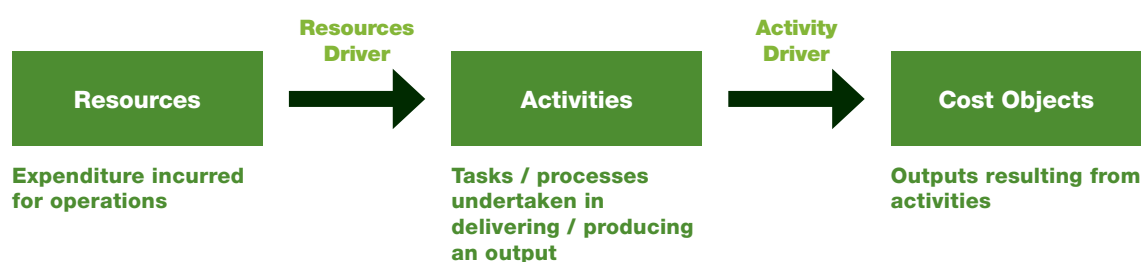 Resources
Driver
Activity
Driver
Resources
Activities
Cost Objects
Expenditure incurred
for operations
Tasks / processes
undertaken in
delivering / producing
an output
Outputs resulting from
activities